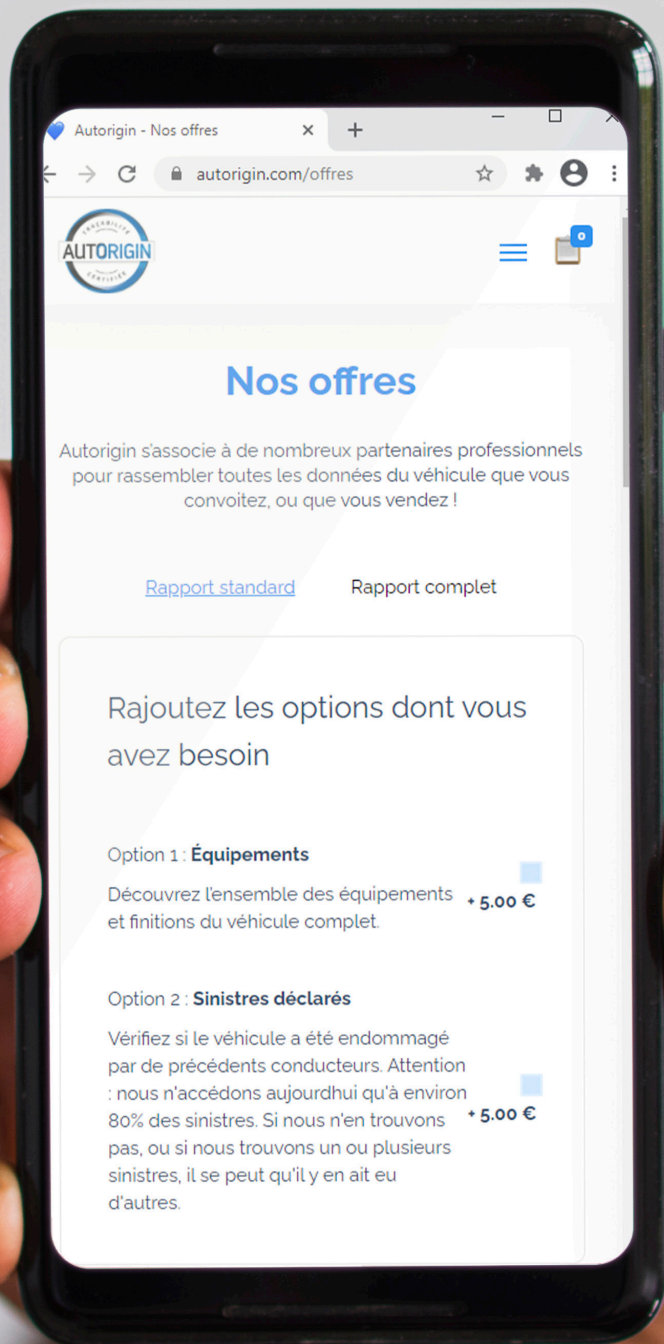 Autorigin - Nos offres
autorigin.com/offres
TRAÇABILITÉ
AUTORIGIN
CERTIFIÉE
0
Nos offres
Autorigin s'associe à de nombreux partenaires professionnels
pour rassembler toutes les données du véhicule que vous
convoitez, ou que vous vendez !
Rapport standard Rapport complet
Rajoutez les options dont vous
avez besoin
Option 1 : Équipements
Découvrez l'ensemble des équipements
et finitions du véhicule complet.
+ 5.00 €
Option 2 : Sinistres déclarés
Vérifiez si le véhicule a été endommagé
par de précédents conducteurs. Attention
: nous n'accédons aujourdhui qu'à environ
80% des sinistres. Si nous n'en trouvons
pas, ou si nous trouvons un ou plusieurs
sinistres, il se peut qu'il y en ait eu
d'autres.
+ 5.00 €